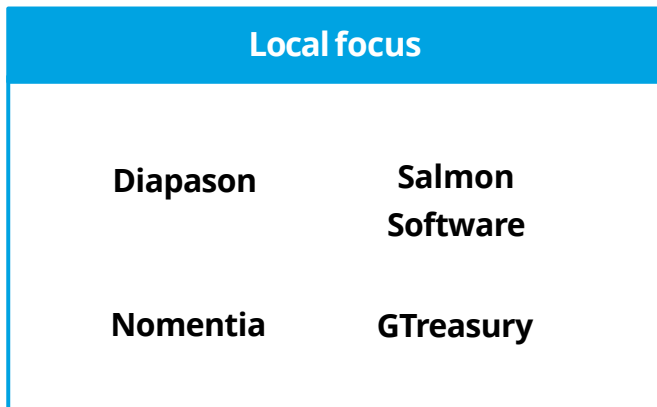 Local focus
Diapason
Salmon
Software
Nomentia
GTreasury